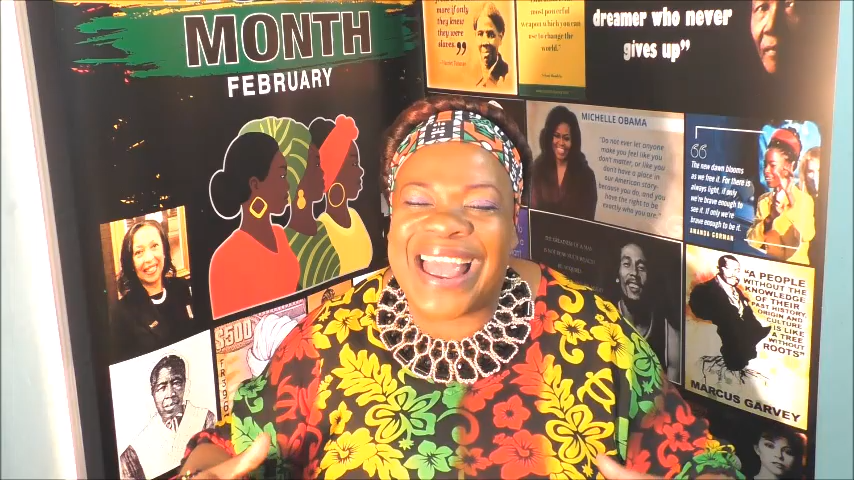 MONTH
FEBRUARY
more if only
they knew
they were
slaves.”
most powerful
weapon which you can
use to change the
world.
dreamer who never
gives up”
MICHELLE OBAMA
"Do not ever let anyone
make you feel like you
don't matter, or like you
don't have a place in
our American story-
because you do, and you
have the right to be
exactly who you are."
The new dawn blooms
as we free it. For there is
always light, if only
we're brave enough to
see it. If only we're
brave enough to be it.
AMANDA GORMAN
"A PEOPLE
WITHOUT THE
KNOWLEDGE
OF THEIR
PAST HISTORY,
ORIGIN AND
CULTURE
IS LIKE
A TREE
WITHOUT
ROOTS"
MARCUS GARVEY
$500